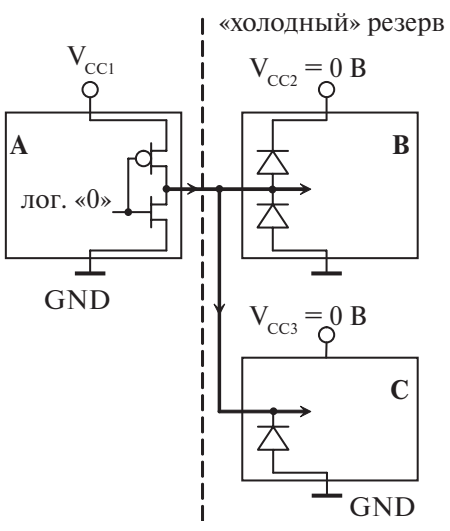 «холодный» резерв
V_CC1
V_CC2 = 0 В
A
B
лог. «0»
GND
V_CC3 = 0 В
C
GND